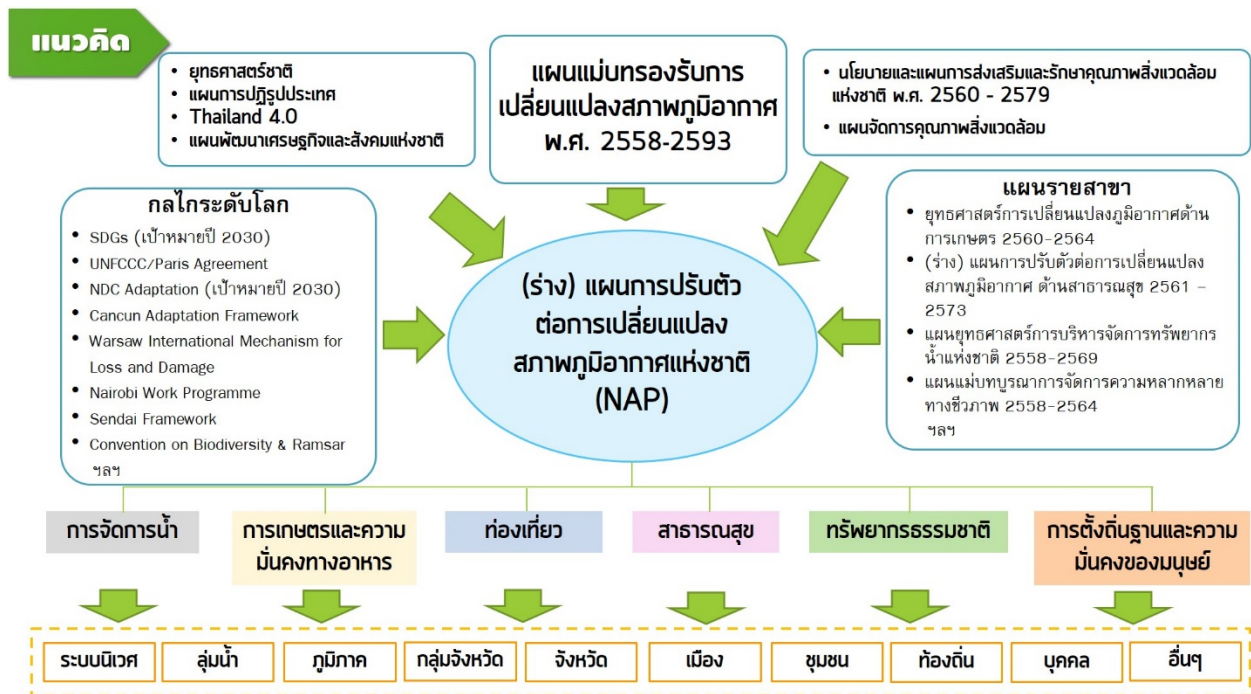 แนวคิด
• ยุทธศาสตร์ชาติ
• แผนการปฏิรูปประเทศ
• Thailand 4.0
• แผนพัฒนาเศรษฐกิจและสังคมแห่งชาติ
แผนแม่บทรองรับการ
เปลี่ยนแปลงสภาพภูมิอากาศ
พ.ศ. 2558-2593
• นโยบายและแผนการส่งเสริมและรักษาคุณภาพสิ่งแวดล้อม
แห่งชาติ พ.ศ. 2560 - 2579
• แผนจัดการคุณภาพสิ่งแวดล้อม
กลไกระดับโลก
• SDGs (เป้าหมายปี 2030)
• UNFCCC/Paris Agreement
• NDC Adaptation (เป้าหมายปี 2030)
• Cancun Adaptation Framework
• Warsaw International Mechanism for
Loss and Damage
• Nairobi Work Programme
• Sendai Framework
• Convention on Biodiversity & Ramsar
ฯลฯ
(ร่าง) แผนการปรับตัว
ต่อการเปลี่ยนแปลง
สภาพภูมิอากาศแห่งชาติ
(NAP)
แผนรายสาขา
• ยุทธศาสตร์การเปลี่ยนแปลงภูมิอากาศด้าน
การเกษตร 2560-2564
• (ร่าง) แผนการปรับตัวต่อการเปลี่ยนแปลง
สภาพภูมิอากาศ ด้านสาธารณสุข 2561 –
2573
• แผนยุทธศาสตร์การบริหารจัดการทรัพยากร
น้ำแห่งชาติ 2558-2569
• แผนแม่บทบูรณาการจัดการความหลากหลาย
ทางชีวภาพ 2558-2564
ฯลฯ
การจัดการน้ำ
การเกษตรและความ
มั่นคงทางอาหาร
ท่องเที่ยว
สาธารณสุข
ทรัพยากรธรรมชาติ
การตั้งถิ่นฐานและความ
มั่นคงของมนุษย์
ระบบนิเวศ
ลุ่มน้ำ
ภูมิภาค
กลุ่มจังหวัด
จังหวัด
เมือง
ชุมชน
ท้องถิ่น
บุคคล
อื่นๆ